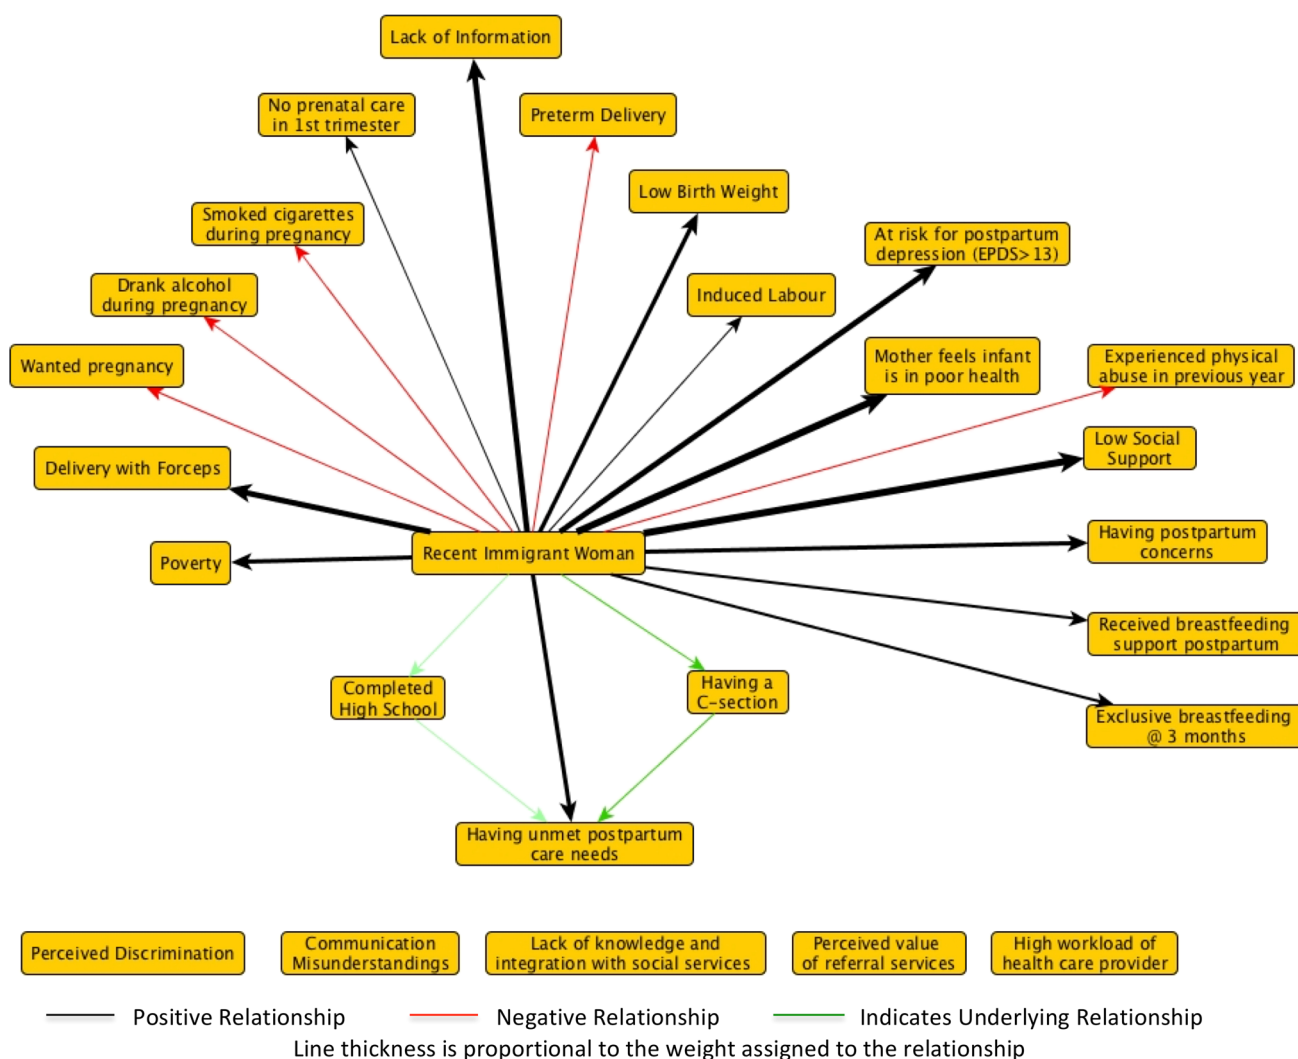 Lack of Information
No prenatal care
in 1st trimester
Preterm Delivery
Low Birth Weight
Smoked cigarettes
during pregnancy
At risk for postpartum
depression (EPDS>13)
Drank alcohol
during pregnancy
Induced Labour
Wanted pregnancy
Mother feels infant
is in poor health
Experienced physical
abuse in previous year
Delivery with Forceps
Low Social
Support
Poverty
Recent Immigrant Woman
Having postpartum
concerns
Received breastfeeding
support postpartum
Completed
High School
Having a
C-section
Exclusive breastfeeding
@ 3 months
Having unmet postpartum
care needs
Perceived Discrimination
Communication
Misunderstandings
Lack of knowledge and
integration with social services
Perceived value
of referral services
High workload of
health care provider
Positive Relationship
Negative Relationship
Indicates Underlying Relationship
Line thickness is proportional to the weight assigned to the relationship